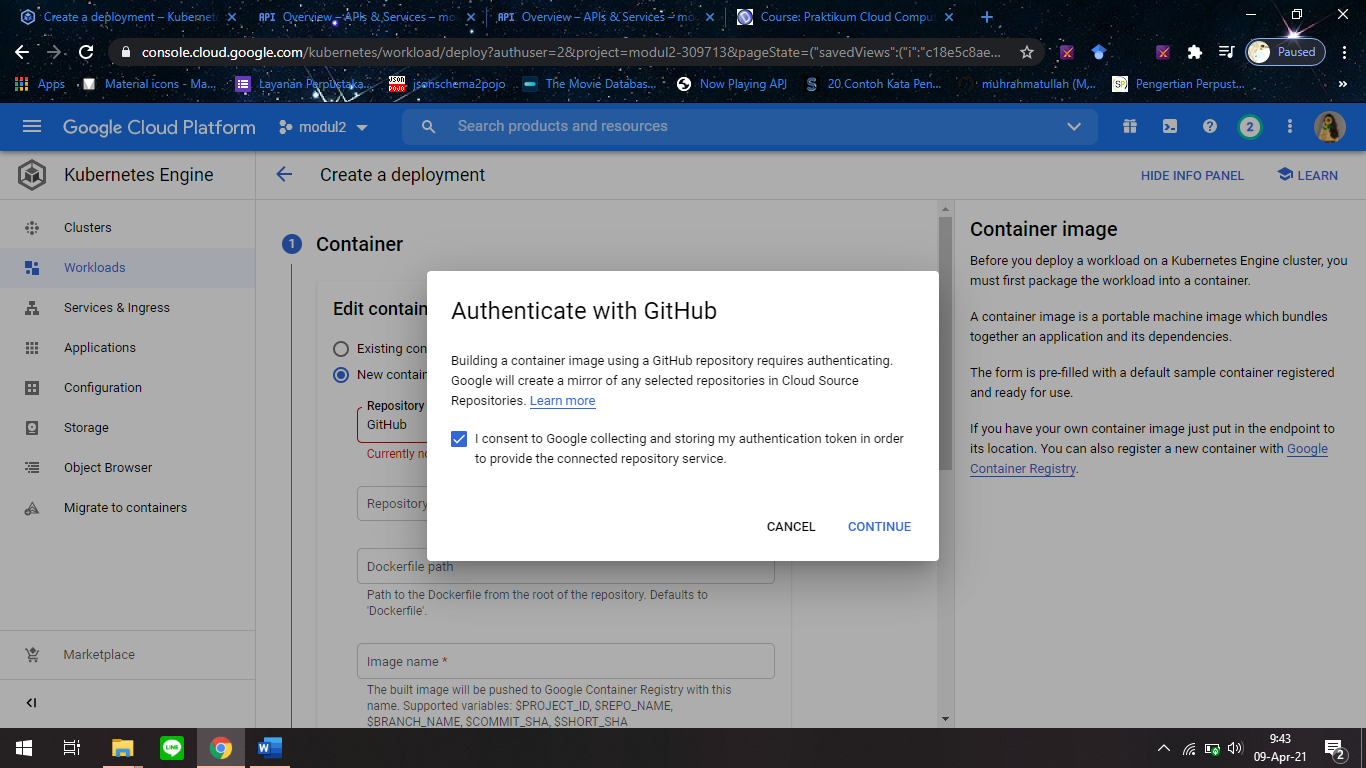 Create a deployment – Kubernete
Overview – APIs & Services – mo
Overview – APIs & Services – mo
Course: Praktikum Cloud Compu
console.cloud.google.com/kubernetes/workload/deploy?authuser=2&project=modul2-309713&pageState=("savedViews":("i":"c18e5c8ae...
Paused
Apps
Material icons - Ma...
Layanan Perpustaka...
jsonschema2pojo
The Movie Databas...
Now Playing APJ
20 Contoh Kata Pen...
muhrahmatullah (M,...
Pengertian Perpust...
»
Google Cloud Platform
modul2
Search products and resources
2
Kubernetes Engine
Create a deployment
HIDE INFO PANEL
LEARN
Clusters
Workloads
Services & Ingress
Applications
Configuration
Storage
Object Browser
Migrate to containers
Marketplace
1
Container
Edit contain
Existing con
New contain
Repository
GitHub
Currently no
Repository
Dockerfile path
Path to the Dockerfile from the root of the repository. Defaults to
'Dockerfile'.
Image name *
The built image will be pushed to Google Container Registry with this
name. Supported variables: $PROJECT_ID, $REPO_NAME,
$BRANCH_NAME, $COMMIT_SHA, $SHORT_SHA
Authenticate with GitHub
Building a container image using a GitHub repository requires authenticating.
Google will create a mirror of any selected repositories in Cloud Source
Repositories. Learn more
I consent to Google collecting and storing my authentication token in order
to provide the connected repository service.
CANCEL
CONTINUE
Container image
Before you deploy a workload on a Kubernetes Engine cluster, you
must first package the workload into a container.
A container image is a portable machine image which bundles
together an application and its dependencies.
The form is pre-filled with a default sample container registered
and ready for use.
If you have your own container image just put in the endpoint to
its location. You can also register a new container with Google
Container Registry.
9:43
09-Apr-21
2